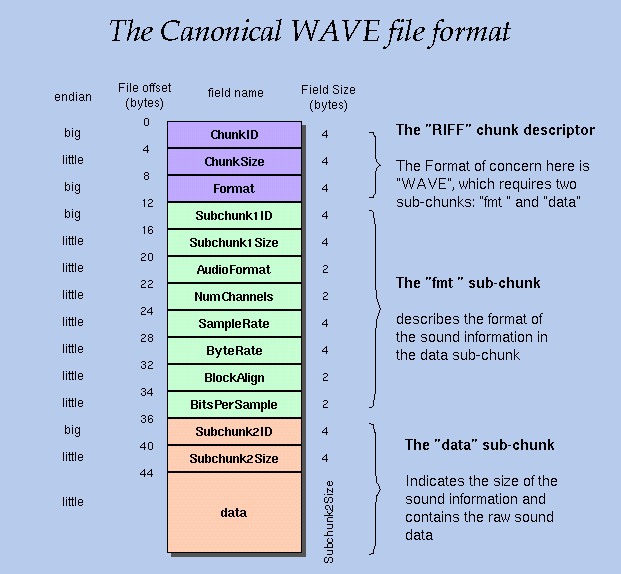 The Canonical WAVE file format
endian
File offset
(bytes)
field name
Field Size
(bytes)
0
big
ChunkID
4
4
little
ChunkSize
4
8
big
Format
4
12
big
Subchunk1ID
4
16
little
Subchunk1Size
4
20
little
AudioFormat
2
22
little
NumChannels
2
24
little
SampleRate
4
28
little
ByteRate
4
32
little
BlockAlign
2
34
little
BitsPerSample
2
36
big
Subchunk2ID
4
40
little
Subchunk2Size
4
44
little
data
Subchunk2Size
The "RIFF" chunk descriptor
The Format of concern here is
"WAVE", which requires two
sub-chunks: "fmt " and "data"
The "fmt " sub-chunk
describes the format of
the sound information in
the data sub-chunk
The "data" sub-chunk
Indicates the size of the
sound information and
contains the raw sound
data